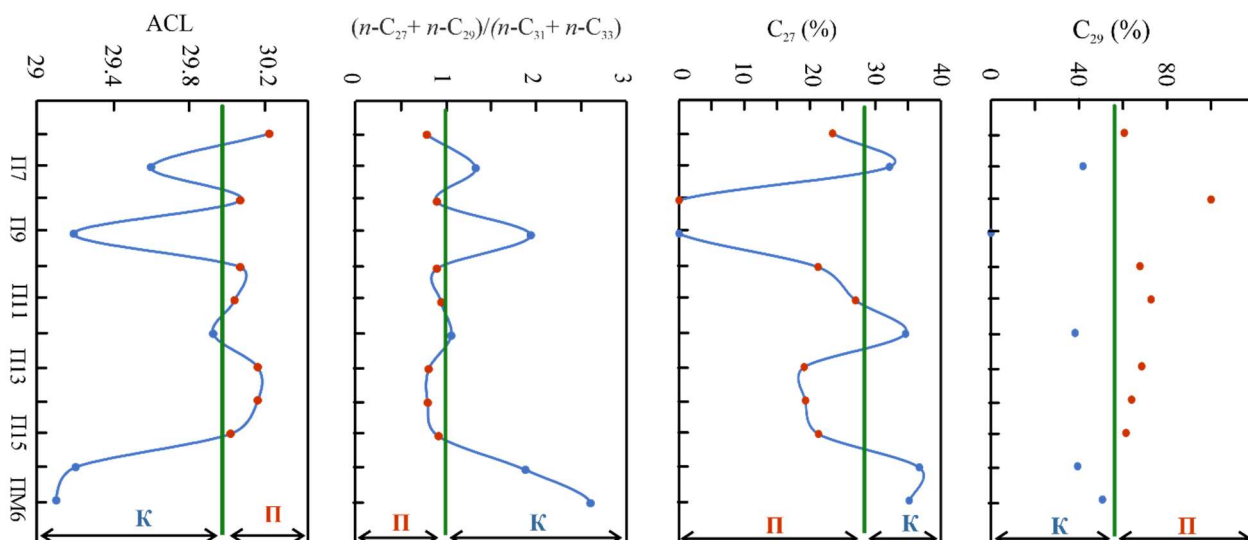 ACL
29 29.4 29.8 30.2
(n-C₂₇+ n-C₂₉)/(n-C₃₁+ n-C₃₃)
0 1 2 3
C₂₇ (%)
0 20 30 40
C₂₉ (%)
0 40 80
П7
П9
П11
П13
П15
ПМ6
К П
П К
П К
К П